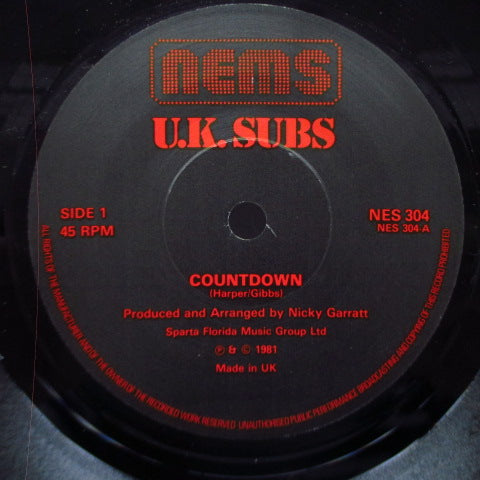 nems
U.K. SUBS
SIDE 1
45 RPM
NES 304
NES 304 A
COUNTDOWN
(Harper/Gibbs)
Produced and Arranged by Nicky Garratt
Sparta Florida Music Group Ltd
℗ & © 1981
Made in UK
ALL RIGHTS OF THE MANUFACTURER AND OF THE OWNER OF THE RECORDED WORK RESERVED UNAUTHORISED PUBLIC PERFORMANCE BROADCASTING AND COPYING OF THIS RECORD PROHIBITED